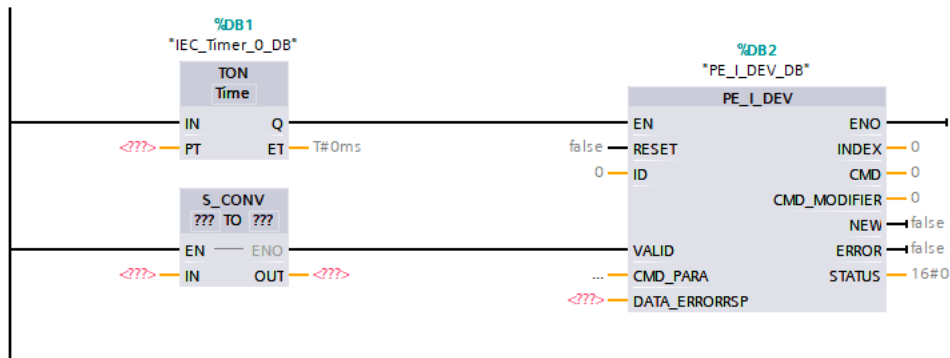 %DB1
"IEC_Timer_0_DB"
TON
Time
IN Q
<???> PT ET T#0ms
%DB2
"PE_I_DEV_DB"
PE_I_DEV
EN ENO
false RESET INDEX 0
0 ID CMD 0
CMD_MODIFIER 0
NEW false
S_CONV
??? TO ???
EN ENO
<???> IN OUT <???>
VALID ERROR false
... CMD_PARA STATUS 16#0
<???> DATA_ERRORRSP